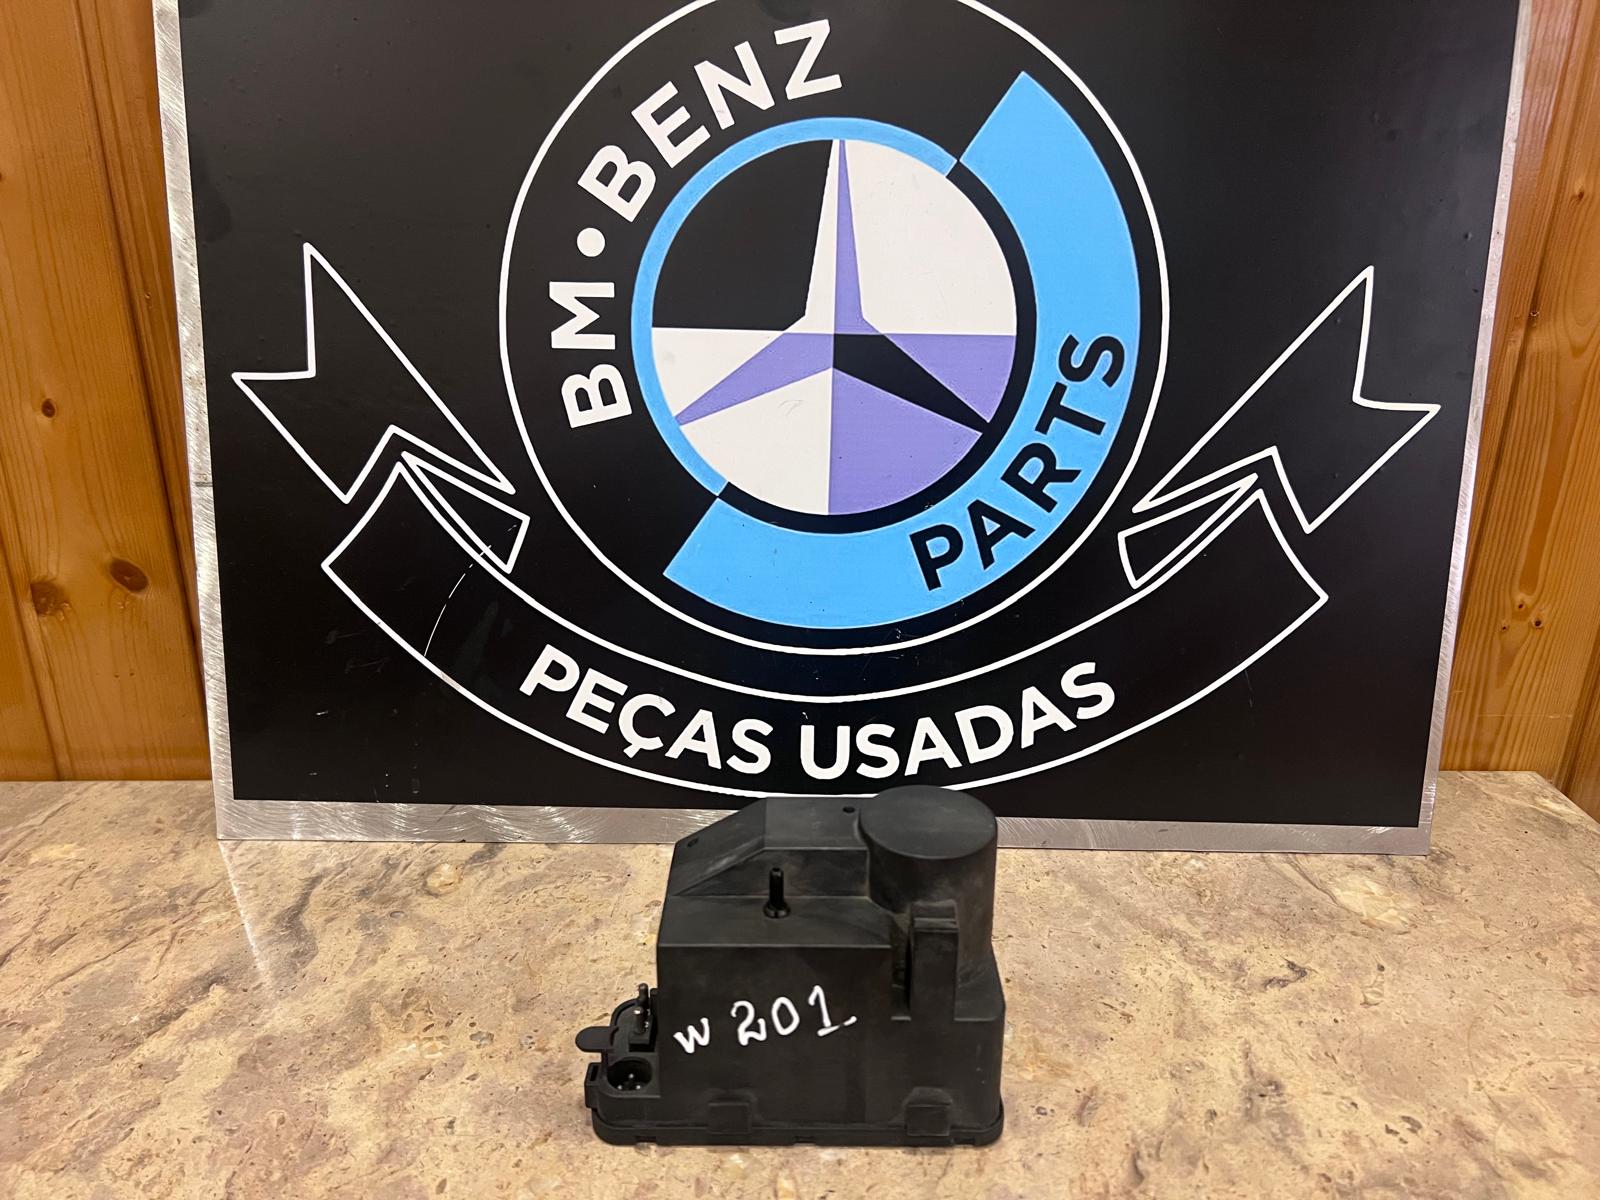 BM•BENZ
PARTS
PEÇAS USADAS
w 201